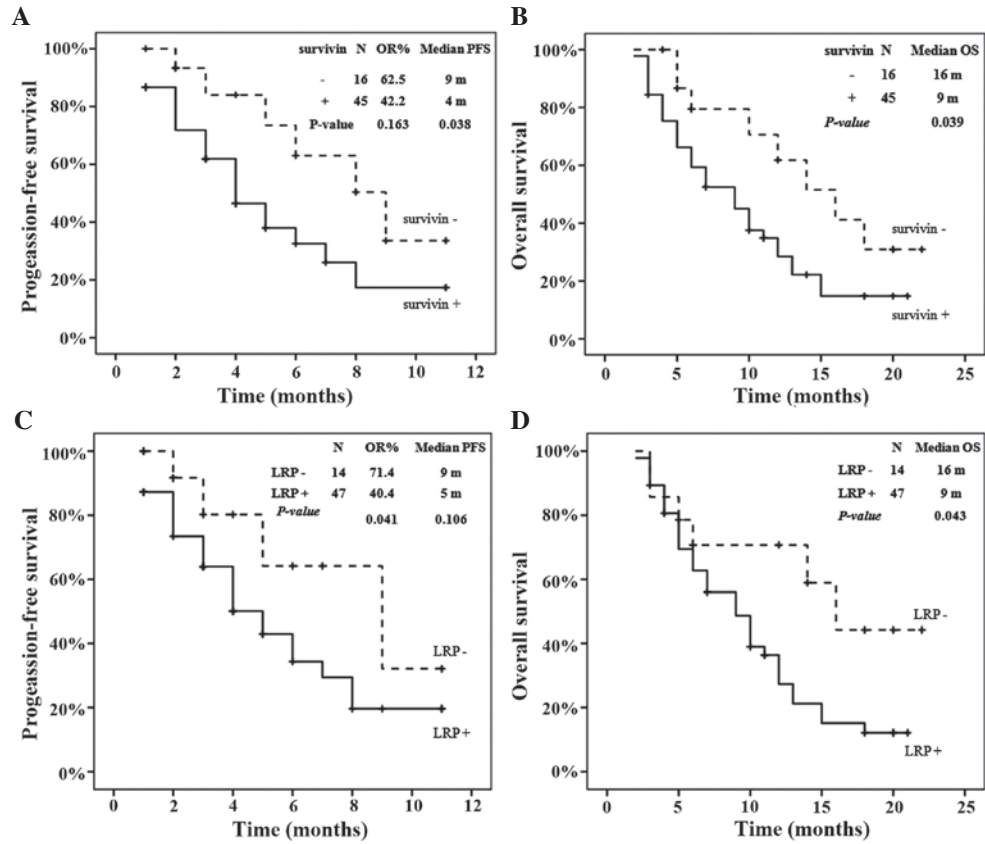 A
Progeassion-free survival
100%
80%
60%
40%
20%
0%
survivin N OR% Median PFS
- 16 62.5 9 m
+ 45 42.2 4 m
P-value 0.163 0.038
survivin -
survivin +
0 2 4 6 8 10 12
Time (months)
B
Overall survival
100%
80%
60%
40%
20%
0%
survivin N Median OS
- 16 16 m
+ 45 9 m
P-value 0.039
survivin -
survivin +
0 5 10 15 20 25
Time (months)
C
Progeassion-free survival
100%
80%
60%
40%
20%
0%
N OR% Median PFS
LRP - 14 71.4 9 m
LRP + 47 40.4 5 m
P-value
0.041 0.106
LRP -
LRP +
0 2 4 6 8 10 12
Time (months)
D
Overall survival
100%
80%
60%
40%
20%
0%
N Median OS
LRP - 14 16 m
LRP + 47 9 m
P-value 0.043
LRP -
LRP +
0 5 10 15 20 25
Time (months)